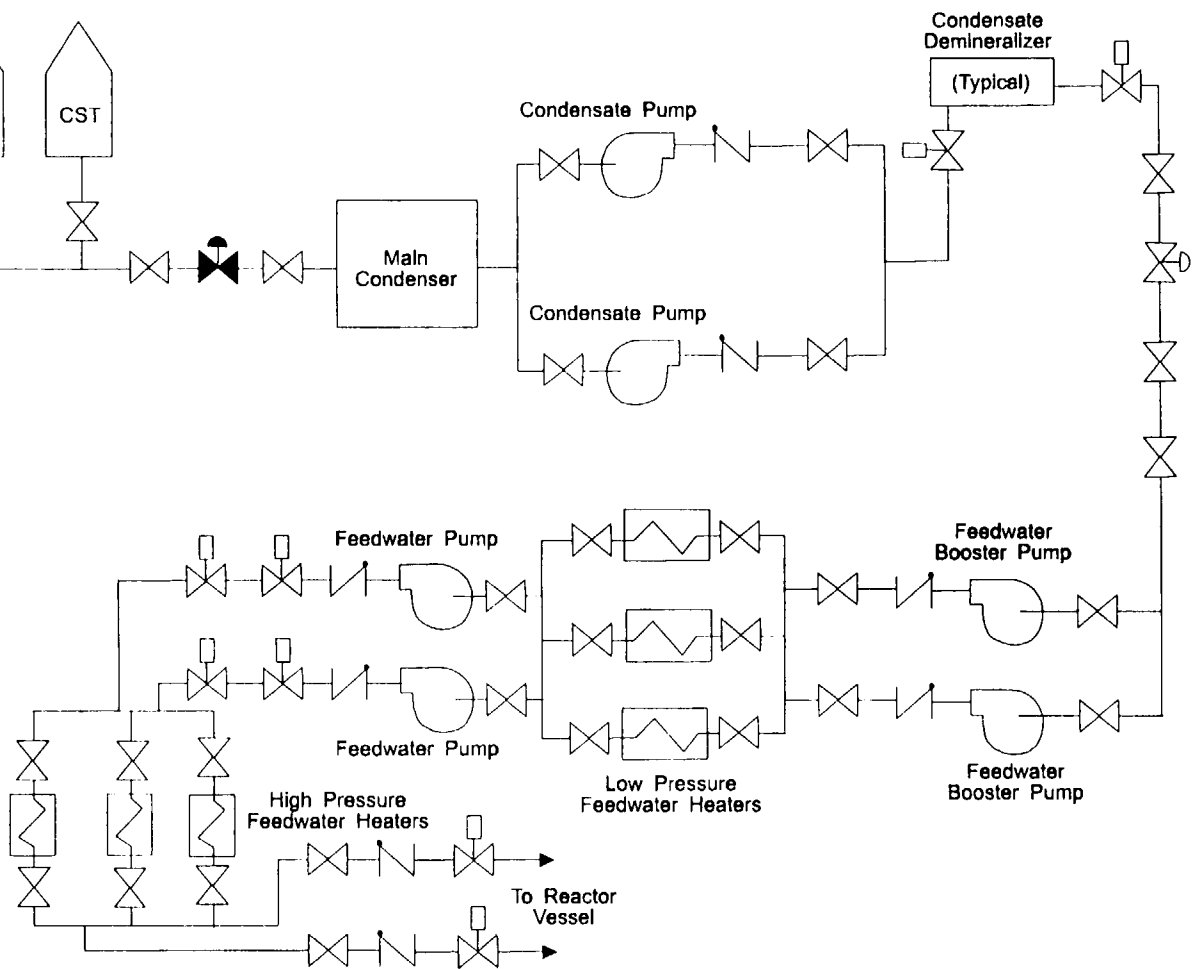 Condensate
Demineralizer
(Typical)
CST
Condensate Pump
Main
Condenser
Condensate Pump
Feedwater Pump
Feedwater
Booster Pump
Feedwater Pump
Low Pressure
Feedwater Heaters
Feedwater
Booster Pump
High Pressure
Feedwater Heaters
To Reactor
Vessel